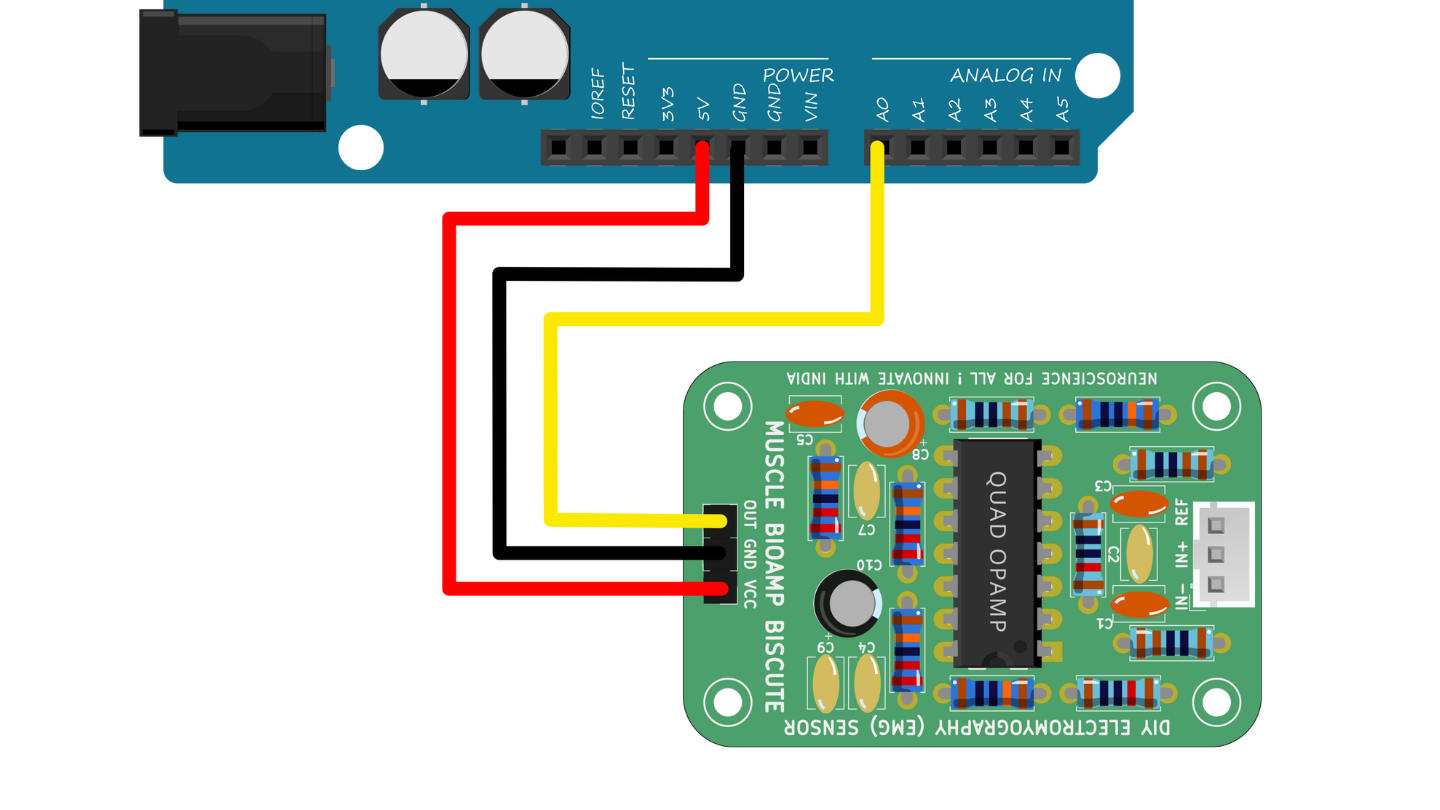 POWER
ANALOG IN
IOREF
RESET
3V3
5V
GND
GND
VIN
A0
A1
A2
A3
A4
A5
NEUROSCIENCE FOR ALL ! INNOVATE WITH INDIA
MUSCLE BIOAMP BISCUTE
OUT GND VCC
C5
C8
+
C7
C10
+
C9
C4
QUAD OPAMP
C3
C2
C1
REF
IN+
IN-
DIY ELECTROMYOGRAPHY (EMG) SENSOR